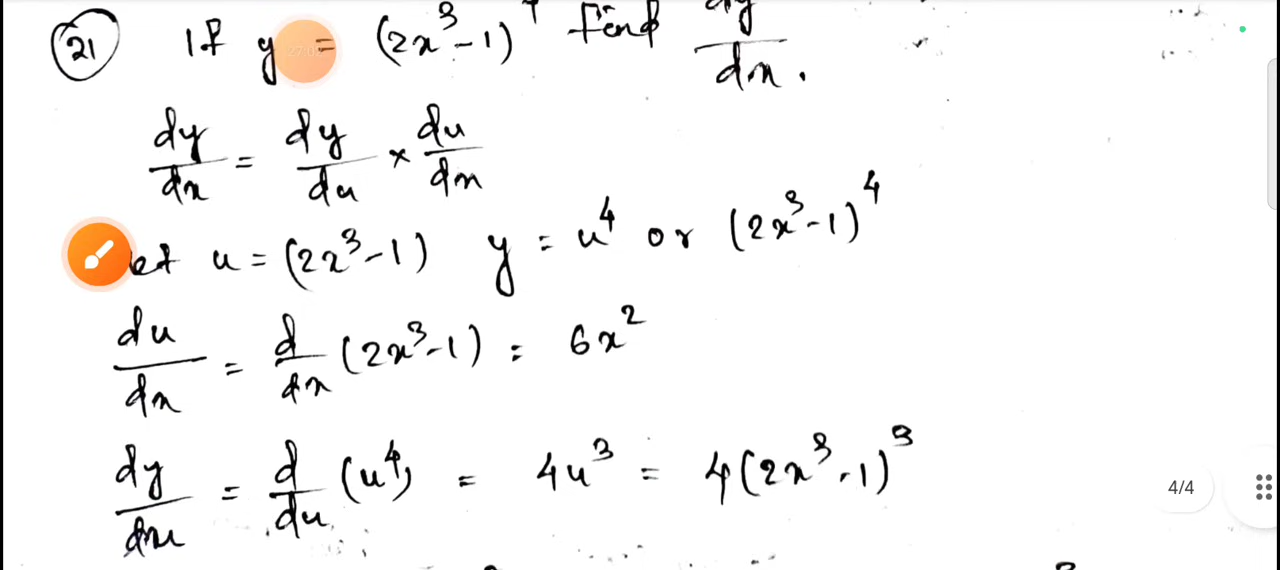 21 If y = (2x³-1)⁴ find dy/dx.
dy/dx = dy/du × du/dx
let u = (2x³-1) y = u⁴ or (2x³-1)⁴
du/dx = d/dx (2x³-1) = 6x²
dy/du = d/du (u⁴) = 4u³ = 4(2x³-1)³
4/4